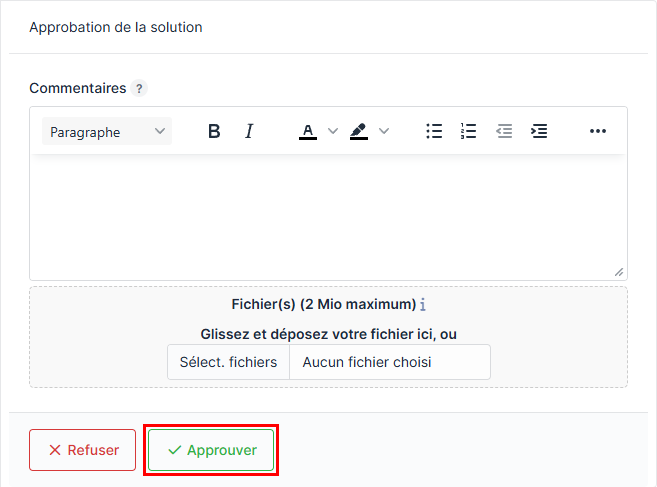 Approbation de la solution
Commentaires ?
Paragraphe B I A
Fichier(s) (2 Mio maximum) i
Glissez et déposez votre fichier ici, ou
Sélect. fichiers Aucun fichier choisi
Refuser Approuver